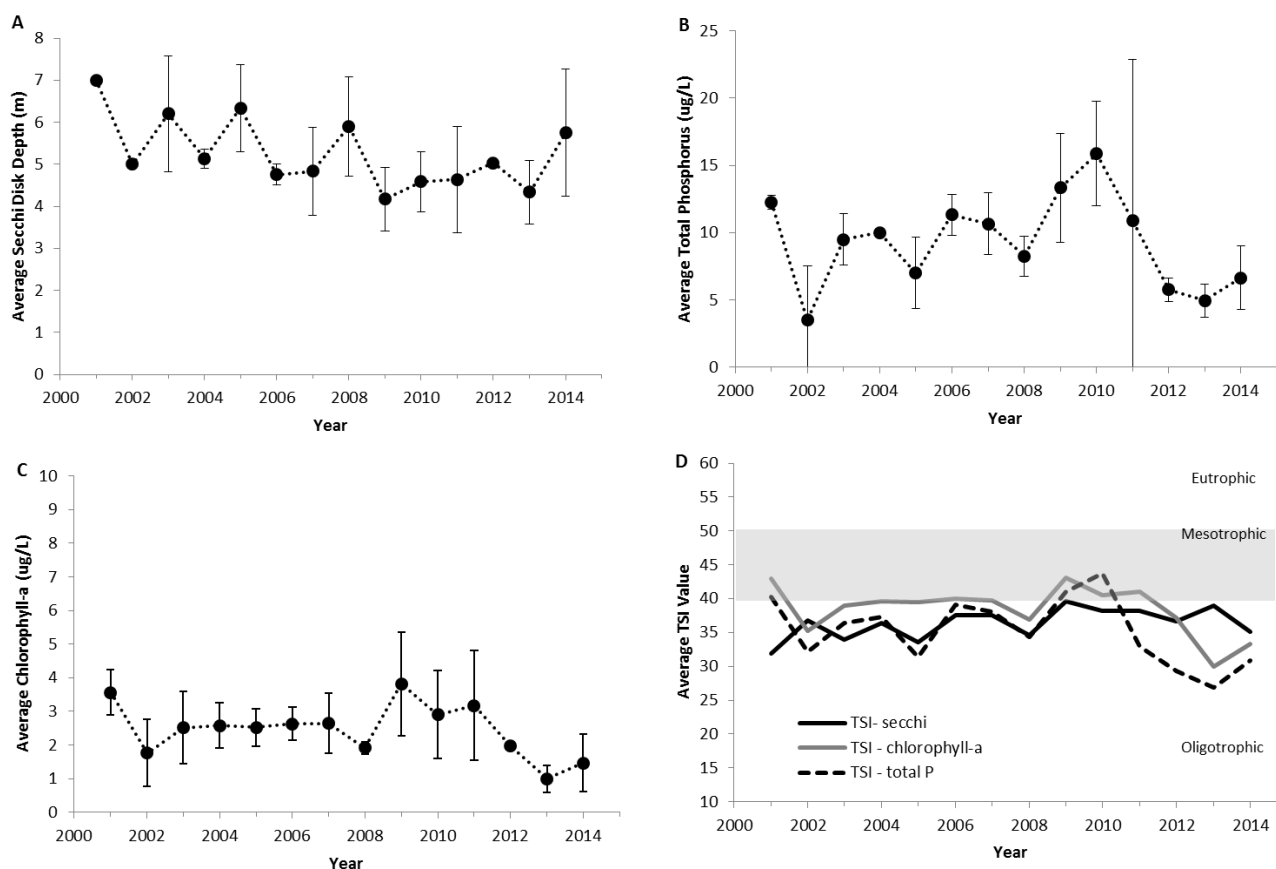 A
Average Secchi Disk Depth (m)
8
7
6
5
4
3
2
1
0
2000 2002 2004 2006 2008 2010 2012 2014
Year
B
Average Total Phosphorus (ug/L)
25
20
15
10
5
0
2000 2002 2004 2006 2008 2010 2012 2014
Year
C
Average Chlorophyll-a (ug/L)
10
9
8
7
6
5
4
3
2
1
0
2000 2002 2004 2006 2008 2010 2012 2014
Year
D
Average TSI Value
60
55
50
45
40
35
30
25
20
15
10
Eutrophic
Mesotrophic
Oligotrophic
TSI- secchi
TSI - chlorophyll-a
TSI - total P
2000 2002 2004 2006 2008 2010 2012 2014
Year